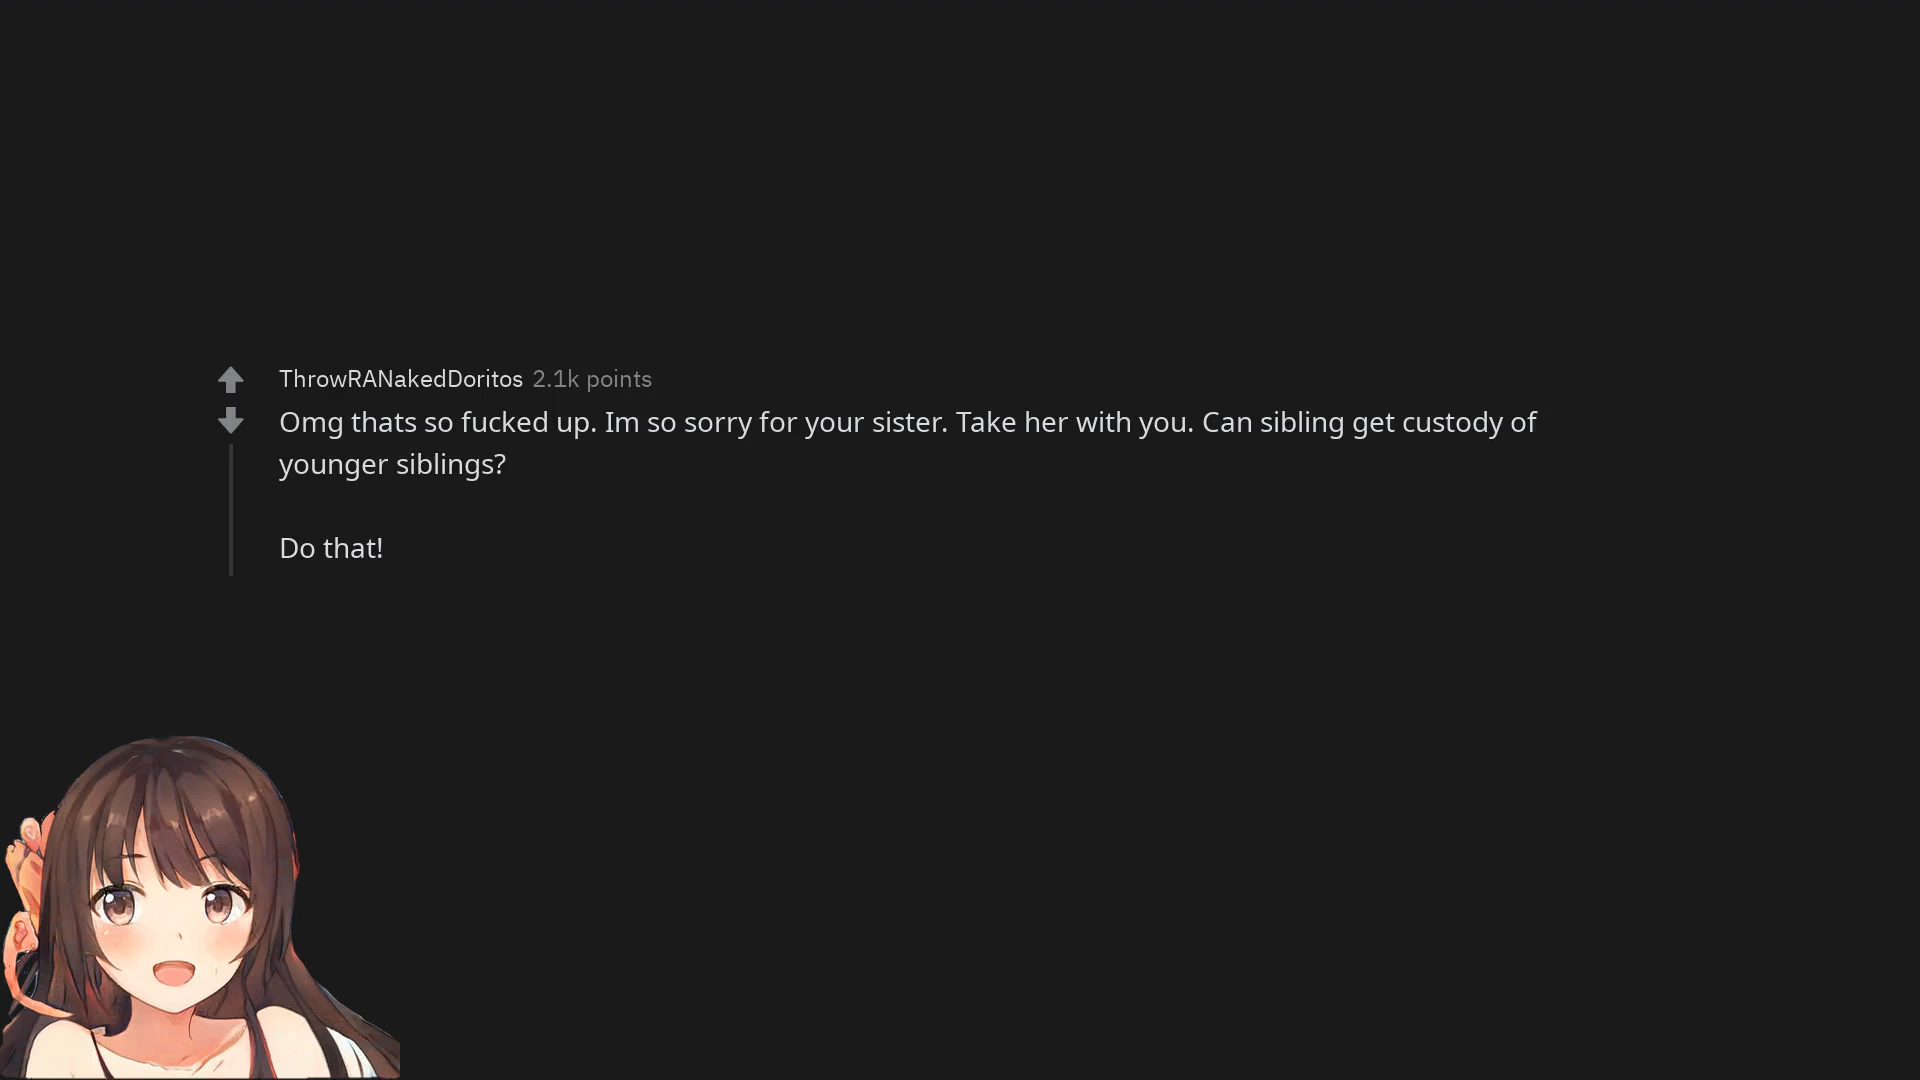 ThrowRANakedDoritos 2.1k points
Omg thats so fucked up. Im so sorry for your sister. Take her with you. Can sibling get custody of
younger siblings?
Do that!